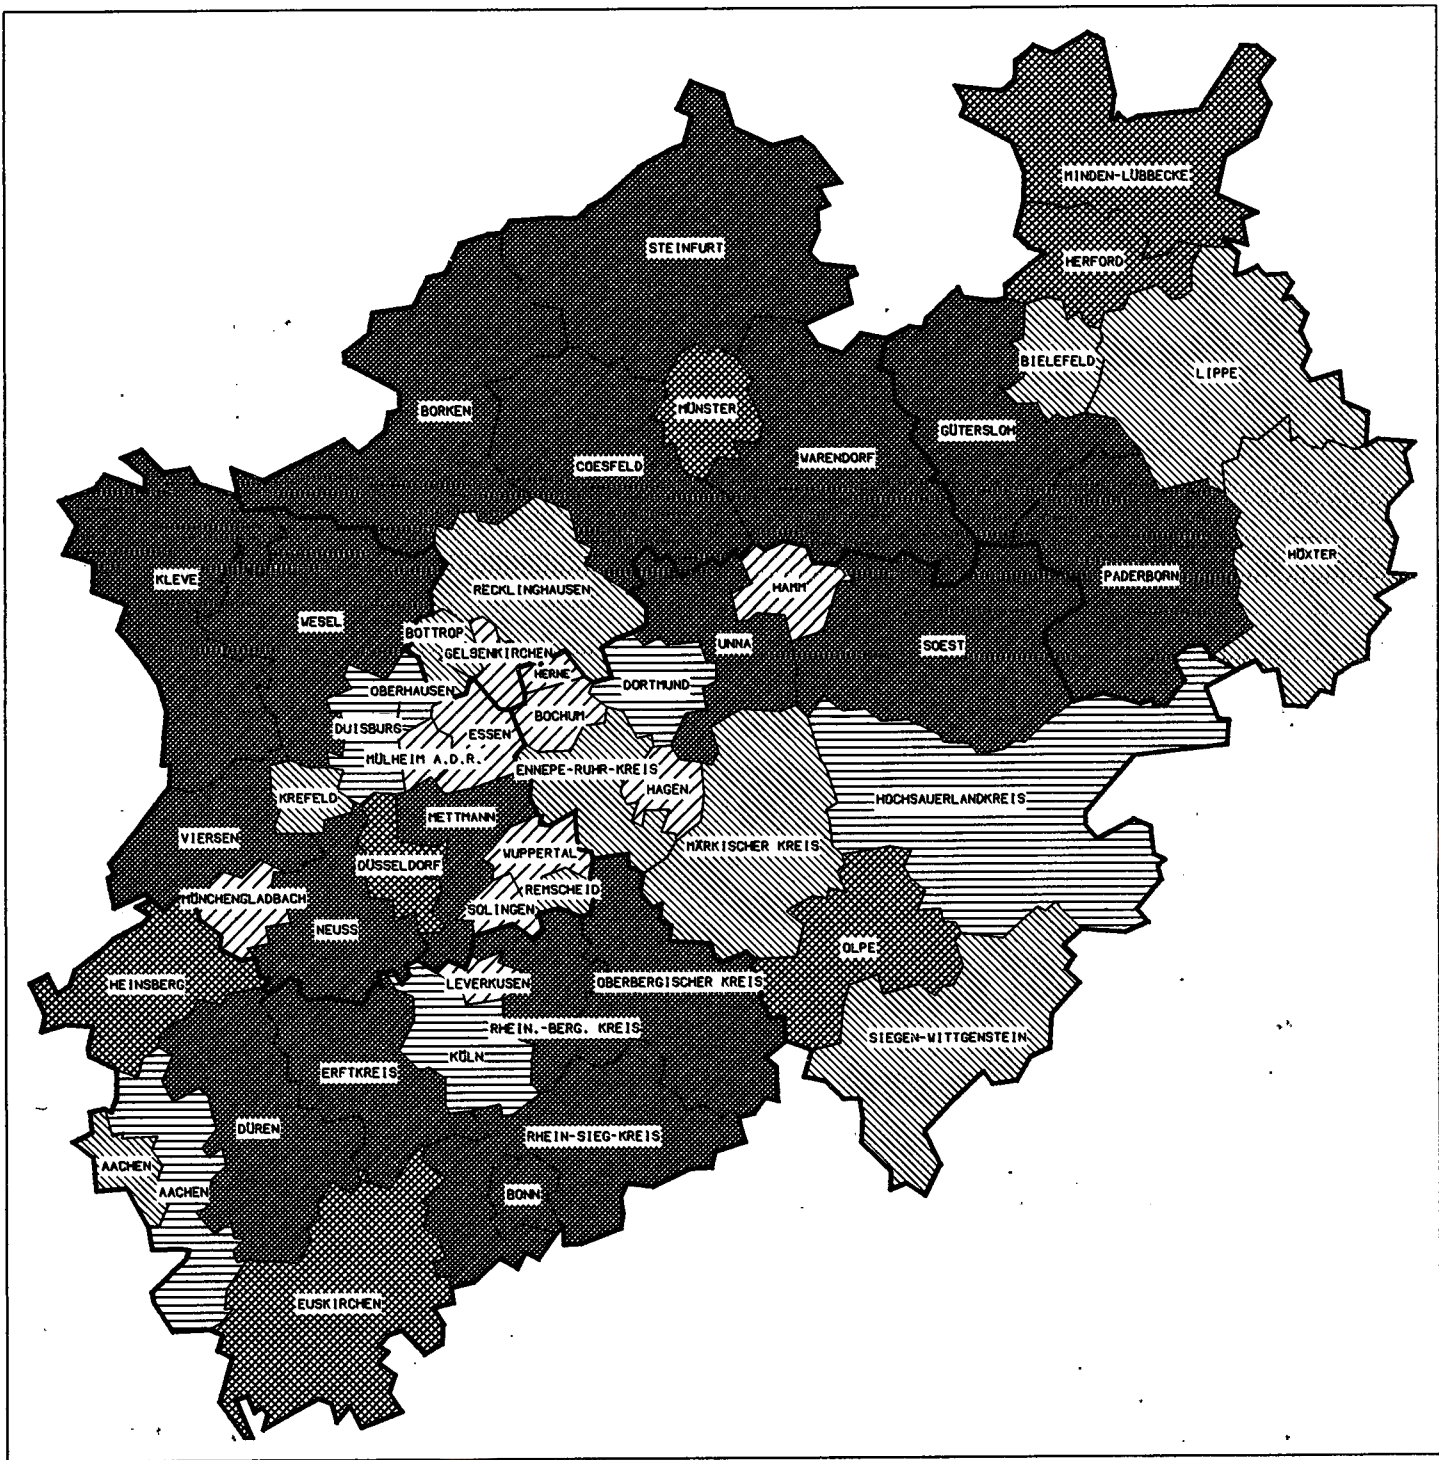 MINDEN-LÜBBECKE
STEINFURT
HERFORD
BIELEFELD
LIPPE
BORKEN
MÜNSTER
GÜTERSLOH
COESFELD
WARENDORF
HÖXTER
KLEVE
PADERBORN
RECKLINGHAUSEN
HAMM
WESEL
BOTTROP
UNNA
SOEST
GELSENKIRCHEN
HERNE
OBERHAUSEN
DORTMUND
BOCHUM
DUISBURG
ESSEN
MÜLHEIM A.D.R.
ENNEPE-RUHR-KREIS
HAGEN
KREFELD
HOCHSAUERLANDKREIS
METTMANN
VIERSEN
MÄRKISCHER KREIS
WUPPERTAL
DÜSSELDORF
REMSCHEID
MÜNCHENGLADBACH
SOLINGEN
NEUSS
OLPE
HEINSBERG
LEVERKUSEN
OBERBERGISCHER KREIS
RHEIN.-BERG. KREIS
SIEGEN-WITTGENSTEIN
KÖLN
ERFTKREIS
DÜREN
RHEIN-SIEG-KREIS
AACHEN
AACHEN
BONN
EUSKIRCHEN